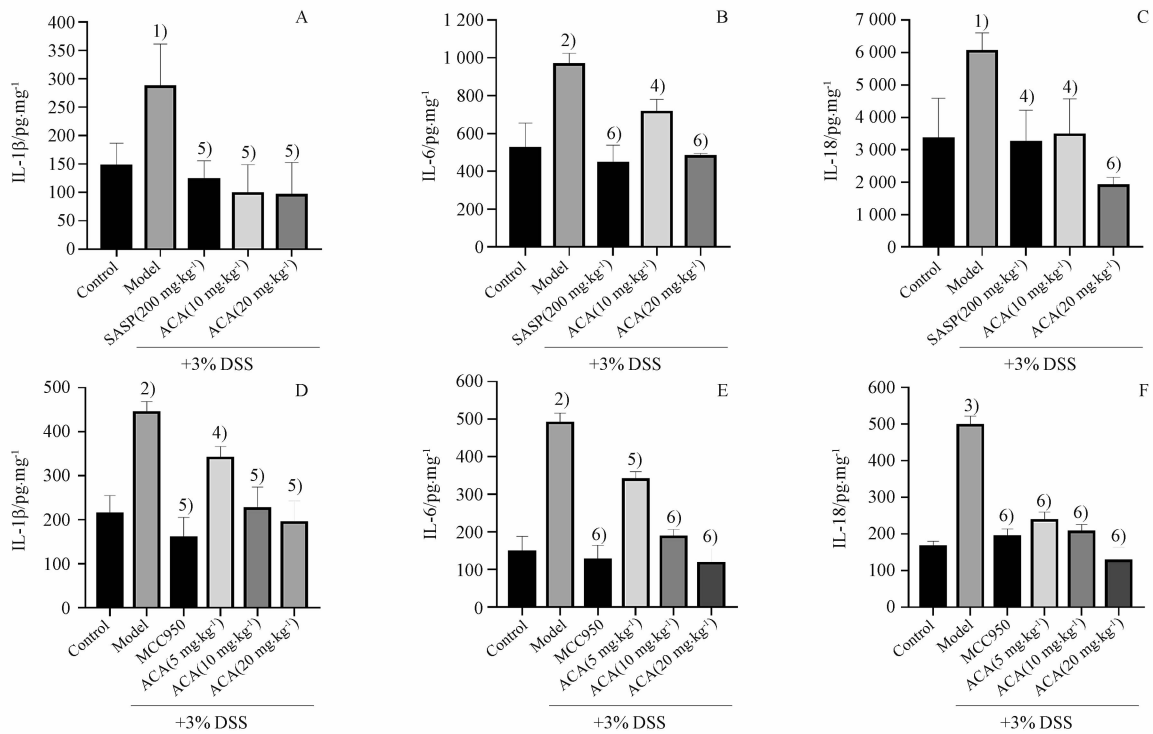 A
IL-1β/pg·mg⁻¹
400
350
300
250
200
150
100
50
0
1)
5)
5)
5)
Control
Model
SASP(200 mg·kg⁻¹)
ACA(10 mg·kg⁻¹)
ACA(20 mg·kg⁻¹)
+3% DSS
B
IL-6/pg·mg⁻¹
1 200
1 000
800
600
400
200
0
2)
6)
4)
6)
Control
Model
SASP(200 mg·kg⁻¹)
ACA(10 mg·kg⁻¹)
ACA(20 mg·kg⁻¹)
+3% DSS
C
IL-18/pg·mg⁻¹
7 000
6 000
5 000
4 000
3 000
2 000
1 000
0
1)
4)
4)
6)
Control
Model
SASP(200 mg·kg⁻¹)
ACA(10 mg·kg⁻¹)
ACA(20 mg·kg⁻¹)
+3% DSS
D
IL-1β/pg·mg⁻¹
500
400
300
200
100
0
2)
5)
4)
5)
5)
Control
Model
MCC950
ACA(5 mg·kg⁻¹)
ACA(10 mg·kg⁻¹)
ACA(20 mg·kg⁻¹)
+3% DSS
E
IL-6/pg·mg⁻¹
600
500
400
300
200
100
0
2)
6)
5)
6)
6)
Control
Model
MCC950
ACA(5 mg·kg⁻¹)
ACA(10 mg·kg⁻¹)
ACA(20 mg·kg⁻¹)
+3% DSS
F
IL-18/pg·mg⁻¹
600
500
400
300
200
100
0
3)
6)
6)
6)
6)
Control
Model
MCC950
ACA(5 mg·kg⁻¹)
ACA(10 mg·kg⁻¹)
ACA(20 mg·kg⁻¹)
+3% DSS